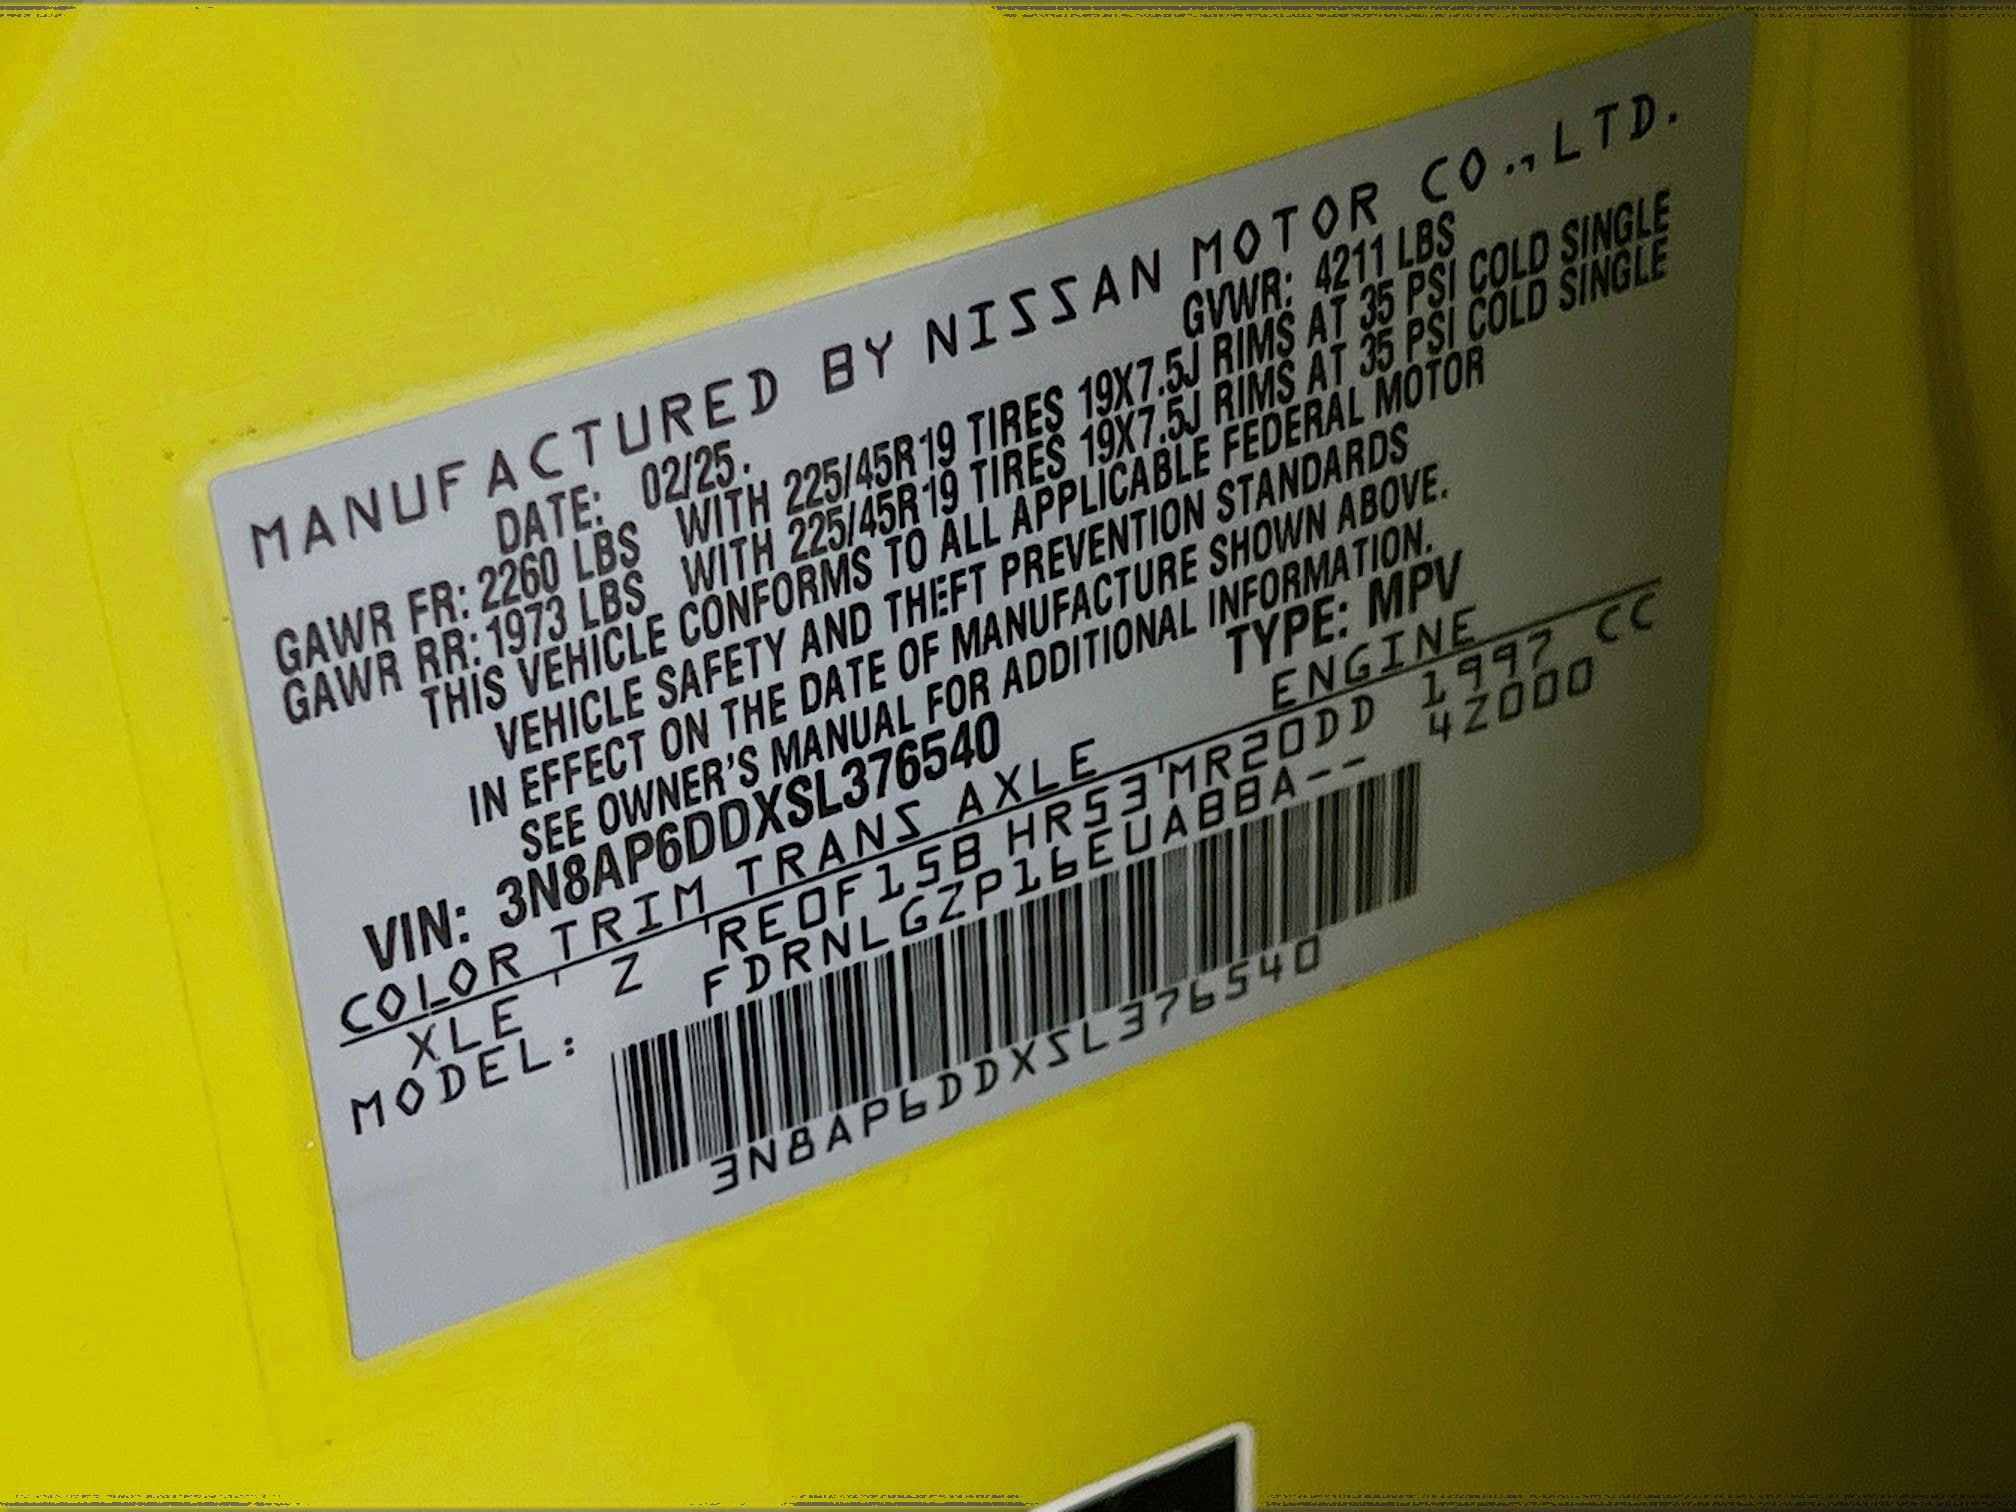 MANUFACTURED BY NISSAN MOTOR CO.,LTD.
DATE: 02/25. GVWR: 4211 LBS
GAWR FR: 2260 LBS WITH 225/45R19 TIRES 19X7.5J RIMS AT 35 PSI COLD SINGLE
GAWR RR: 1973 LBS WITH 225/45R19 TIRES 19X7.5J RIMS AT 35 PSI COLD SINGLE
THIS VEHICLE CONFORMS TO ALL APPLICABLE FEDERAL MOTOR
VEHICLE SAFETY AND THEFT PREVENTION STANDARDS
IN EFFECT ON THE DATE OF MANUFACTURE SHOWN ABOVE.
SEE OWNER'S MANUAL FOR ADDITIONAL INFORMATION.
VIN: 3N8AP6DDXSL376540 TYPE: MPV
COLOR TRIM TRANS AXLE ENGINE
XLE Z RE0F15B HR53 MR20DD 1997 CC
MODEL: FDRNLGZP16EUABBA-- 4Z000
3N8AP6DDXSL376540